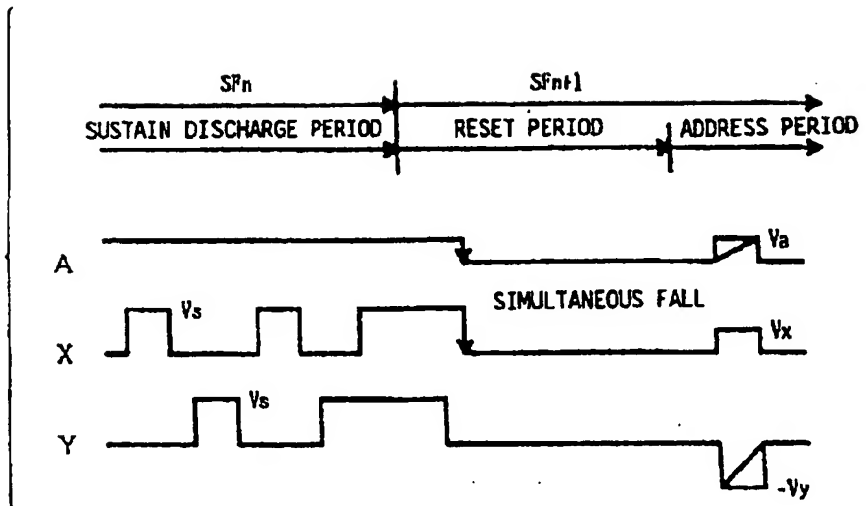 SFn SFn+1
SUSTAIN DISCHARGE PERIOD RESET PERIOD ADDRESS PERIOD
A Va
SIMULTANEOUS FALL
X Vs Vx
Y Vs
-Vy